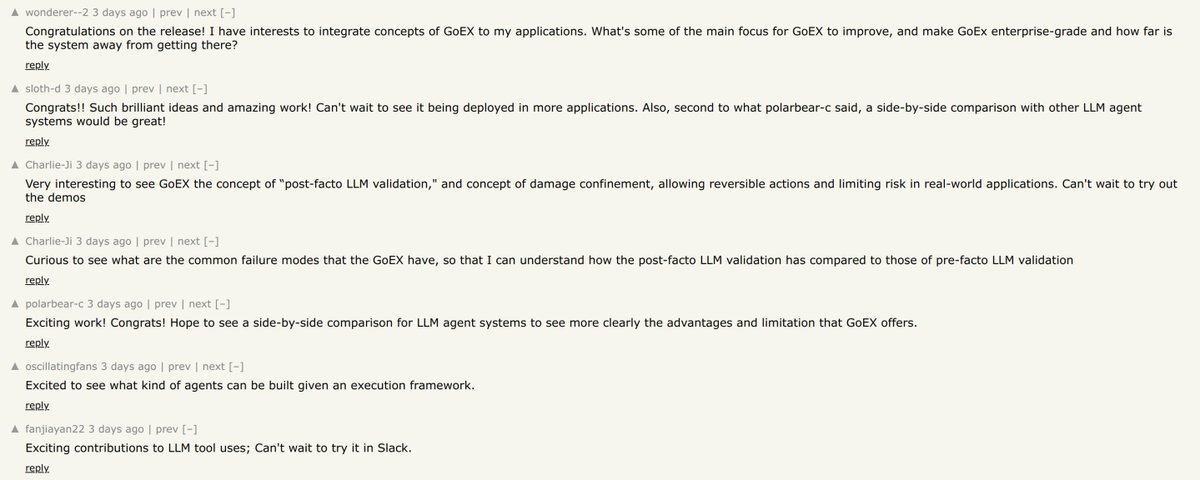 ▲ wonderer--2 3 days ago | prev | next [–]
Congratulations on the release! I have interests to integrate concepts of GoEX to my applications. What's some of the main focus for GoEX to improve, and make GoEx enterprise-grade and how far is
the system away from getting there?
reply
▲ sloth-d 3 days ago | prev | next [–]
Congrats!! Such brilliant ideas and amazing work! Can't wait to see it being deployed in more applications. Also, second to what polarbear-c said, a side-by-side comparison with other LLM agent
systems would be great!
reply
▲ Charlie-Ji 3 days ago | prev | next [–]
Very interesting to see GoEX the concept of “post-facto LLM validation," and concept of damage confinement, allowing reversible actions and limiting risk in real-world applications. Can't wait to try out
the demos
reply
▲ Charlie-Ji 3 days ago | prev | next [–]
Curious to see what are the common failure modes that the GoEX have, so that I can understand how the post-facto LLM validation has compared to those of pre-facto LLM validation
reply
▲ polarbear-c 3 days ago | prev | next [–]
Exciting work! Congrats! Hope to see a side-by-side comparison for LLM agent systems to see more clearly the advantages and limitation that GoEX offers.
reply
▲ oscillatingfans 3 days ago | prev | next [–]
Excited to see what kind of agents can be built given an execution framework.
reply
▲ fanjiayan22 3 days ago | prev [–]
Exciting contributions to LLM tool uses; Can't wait to try it in Slack.
reply